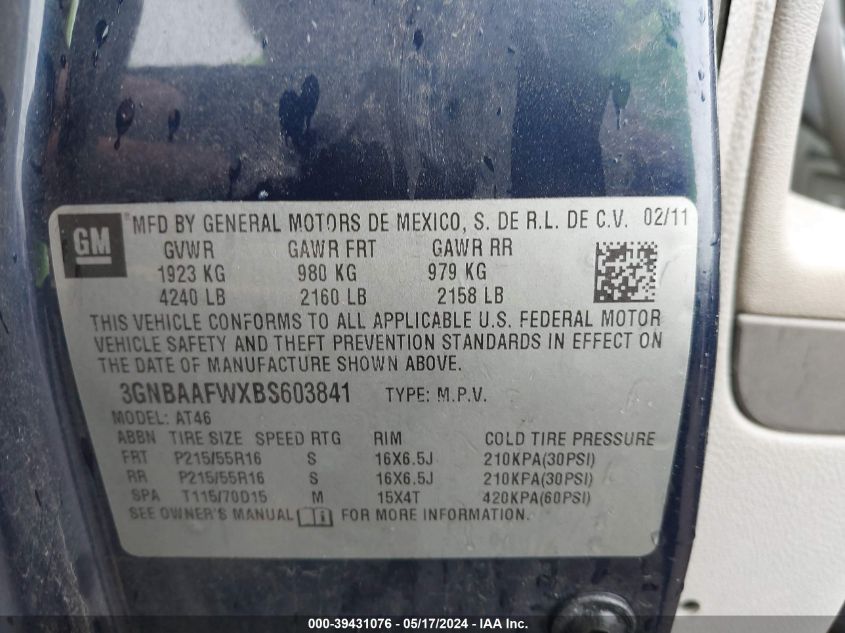 GM
® MFD BY GENERAL MOTORS DE MEXICO, S. DE R.L. DE C.V. 02/11
GVWR GAWR FRT GAWR RR
1923 KG 980 KG 979 KG
4240 LB 2160 LB 2158 LB
THIS VEHICLE CONFORMS TO ALL APPLICABLE U.S. FEDERAL MOTOR
VEHICLE SAFETY AND THEFT PREVENTION STANDARDS IN EFFECT ON
THE DATE OF MANUFACTURE SHOWN ABOVE.
3GNBAAFWXBS603841 TYPE: M.P.V.
MODEL: AT46
ABBN TIRE SIZE SPEED RTG RIM COLD TIRE PRESSURE
FRT P215/55R16 S 16X6.5J 210KPA(30PSI)
RR P215/55R16 S 16X6.5J 210KPA(30PSI)
SPA T115/70D15 M 15X4T 420KPA(60PSI)
SEE OWNER'S MANUAL FOR MORE INFORMATION.
000-39431076 - 05/17/2024 - IAAI.COM